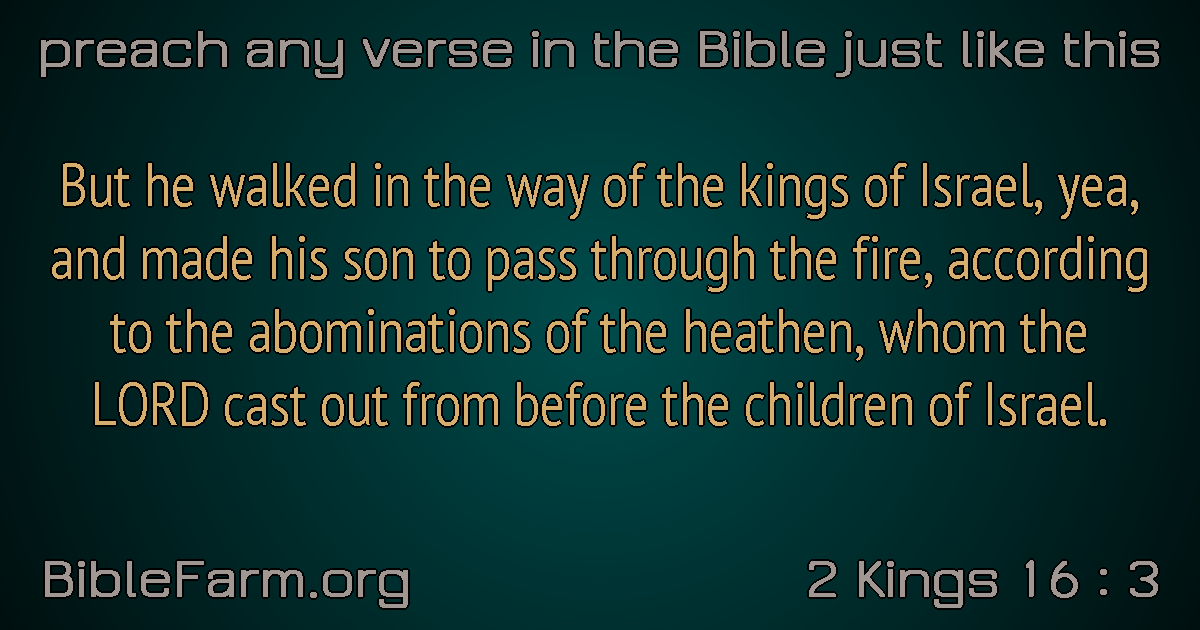 preach any verse in the Bible just like this
But he walked in the way of the kings of Israel, yea,
and made his son to pass through the fire, according
to the abominations of the heathen, whom the
LORD cast out from before the children of Israel.
BibleFarm.org
2 Kings 16 : 3